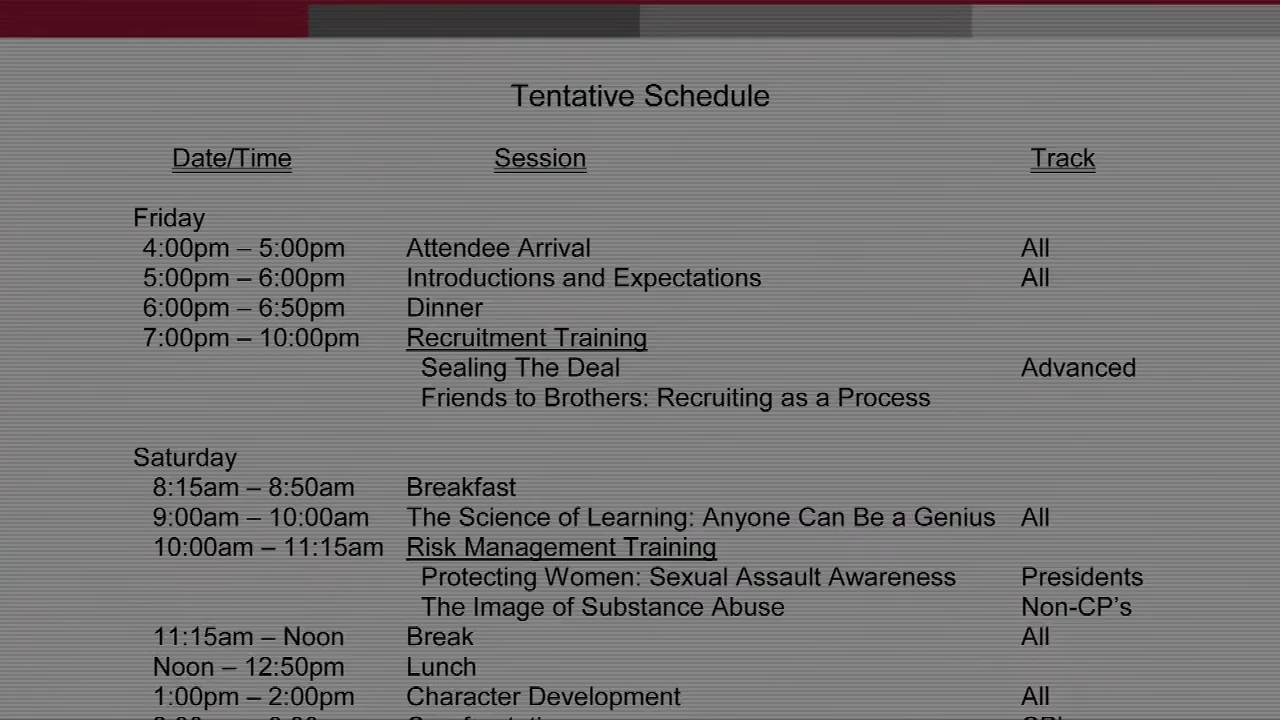 Tentative Schedule
Date/Time Session Track
Friday
4:00pm – 5:00pm Attendee Arrival All
5:00pm – 6:00pm Introductions and Expectations All
6:00pm – 6:50pm Dinner
7:00pm – 10:00pm Recruitment Training
Sealing The Deal Advanced
Friends to Brothers: Recruiting as a Process
Saturday
8:15am – 8:50am Breakfast
9:00am – 10:00am The Science of Learning: Anyone Can Be a Genius All
10:00am – 11:15am Risk Management Training
Protecting Women: Sexual Assault Awareness Presidents
The Image of Substance Abuse Non-CP's
11:15am – Noon Break All
Noon – 12:50pm Lunch
1:00pm – 2:00pm Character Development All